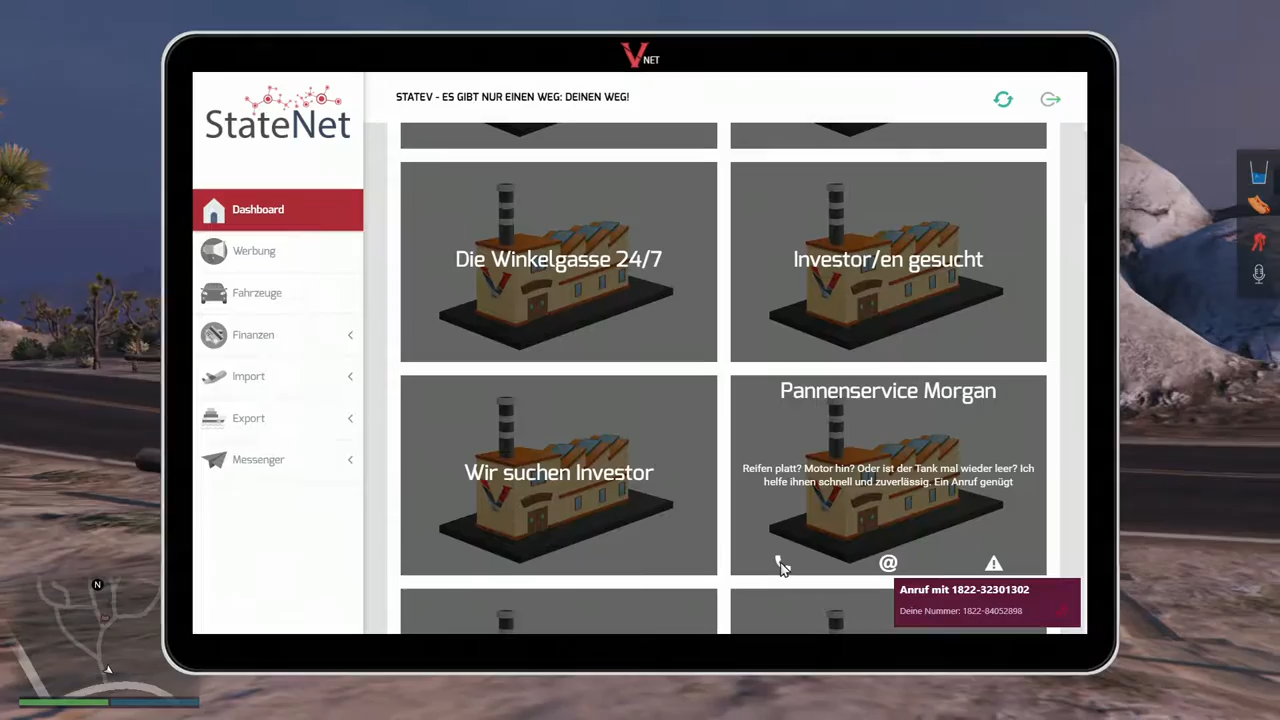 V NET
StateNet
STATEV - ES GIBT NUR EINEN WEG: DEINEN WEG!
Dashboard
Werbung
Fahrzeuge
Finanzen
Import
Export
Messenger
Die Winkelgasse 24/7
Investor/en gesucht
Wir suchen Investor
Pannenservice Morgan
Reifen platt? Motor hin? Oder ist der Tank mal wieder leer? Ich
helfe ihnen schnell und zuverlässig. Ein Anruf genügt
@
Anruf mit 1822-32301302
Deine Nummer: 1822-84052898
N